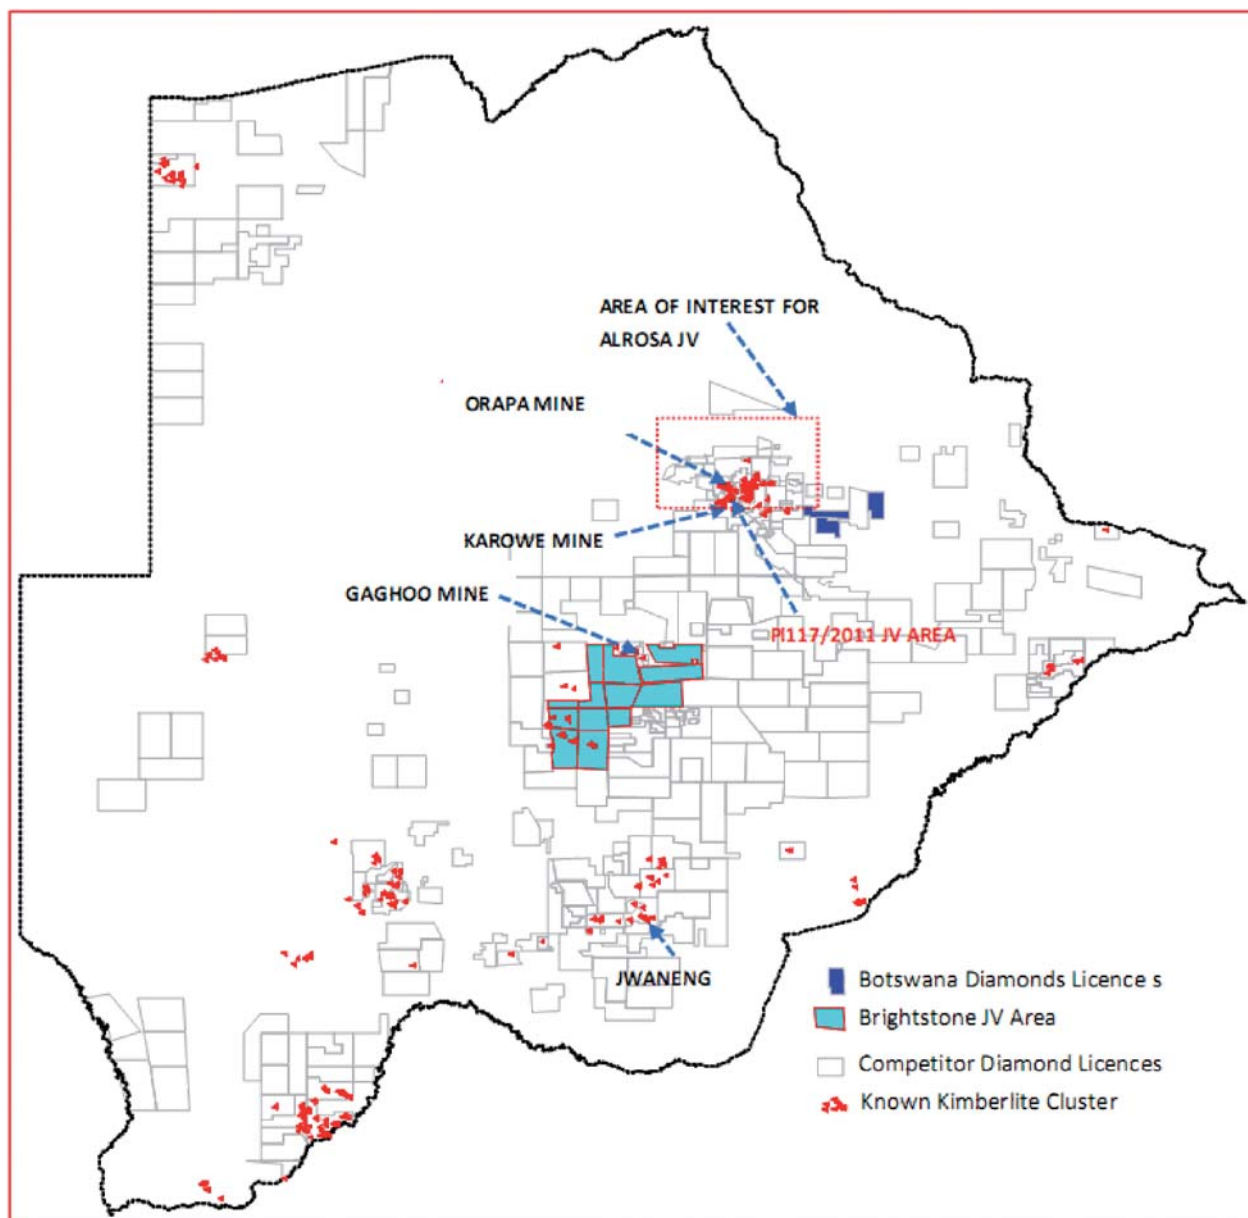 AREA OF INTEREST FOR
ALROSA JV
ORAPA MINE
KAROWE MINE
GAGHOO MINE
PI117/2011 JV AREA
JWANENG
Botswana Diamonds Licence s
Brightstone JV Area
Competitor Diamond Licences
Known Kimberlite Cluster